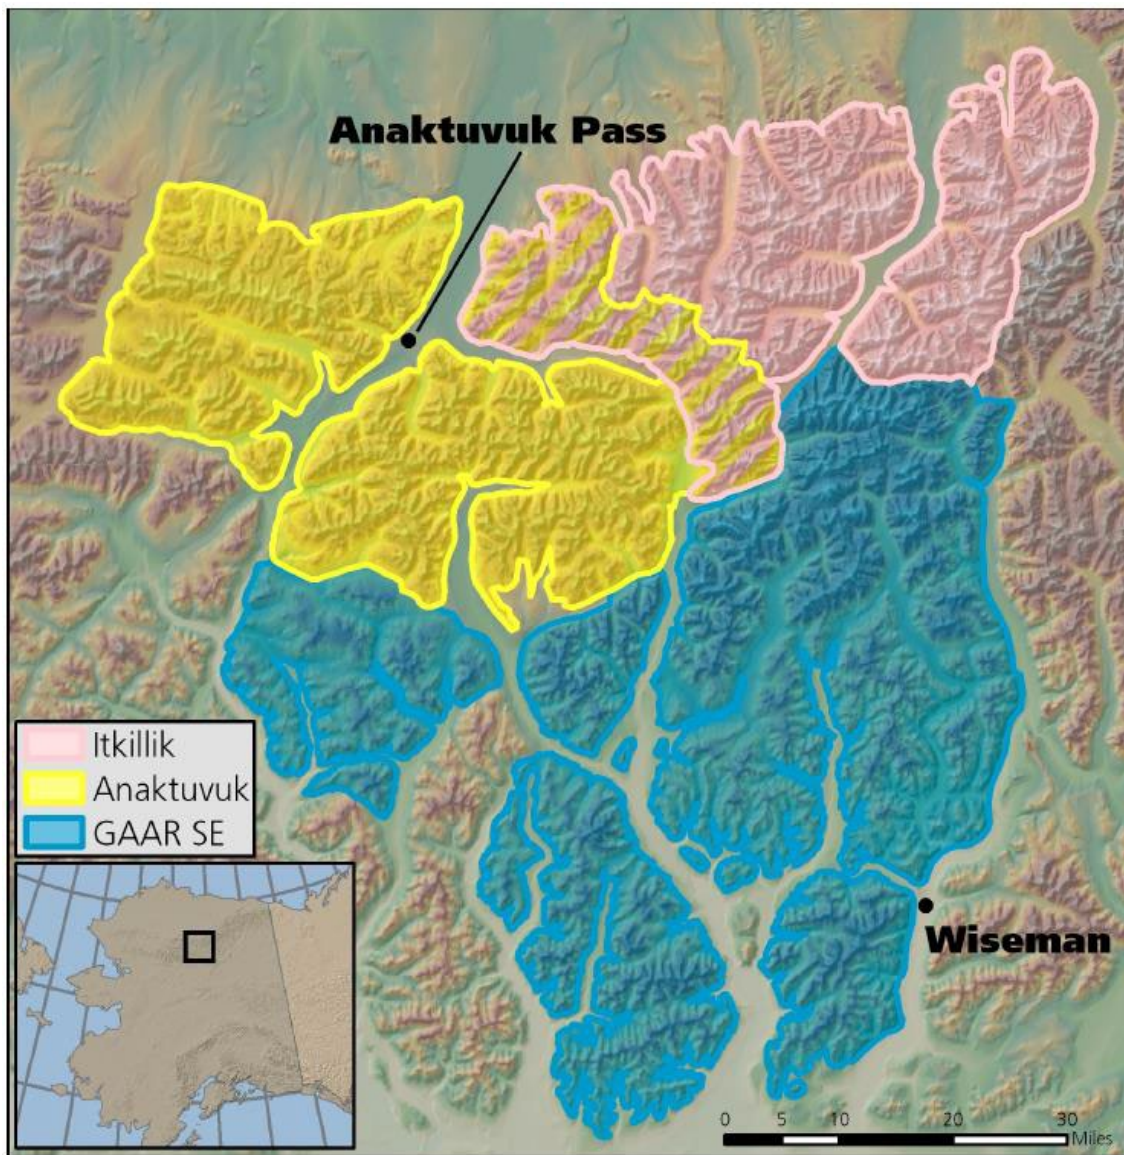 Anaktuvuk Pass
Itkillik
Anaktuvuk
GAAR SE
Wiseman
0 5 10 20 30
Miles